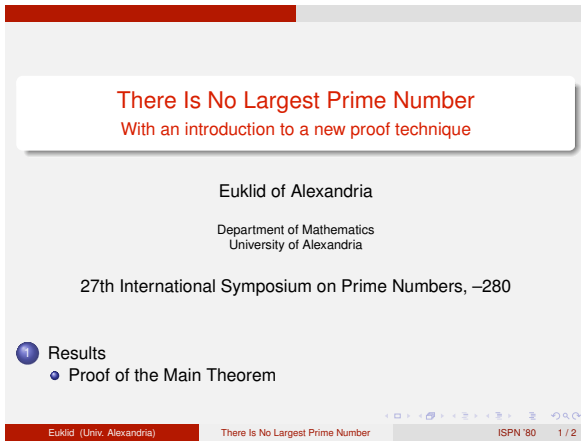 There Is No Largest Prime Number
With an introduction to a new proof technique
Euklid of Alexandria
Department of Mathematics
University of Alexandria
27th International Symposium on Prime Numbers, –280
1 Results
Proof of the Main Theorem
Euklid (Univ. Alexandria) There Is No Largest Prime Number ISPN ’80 1 / 2